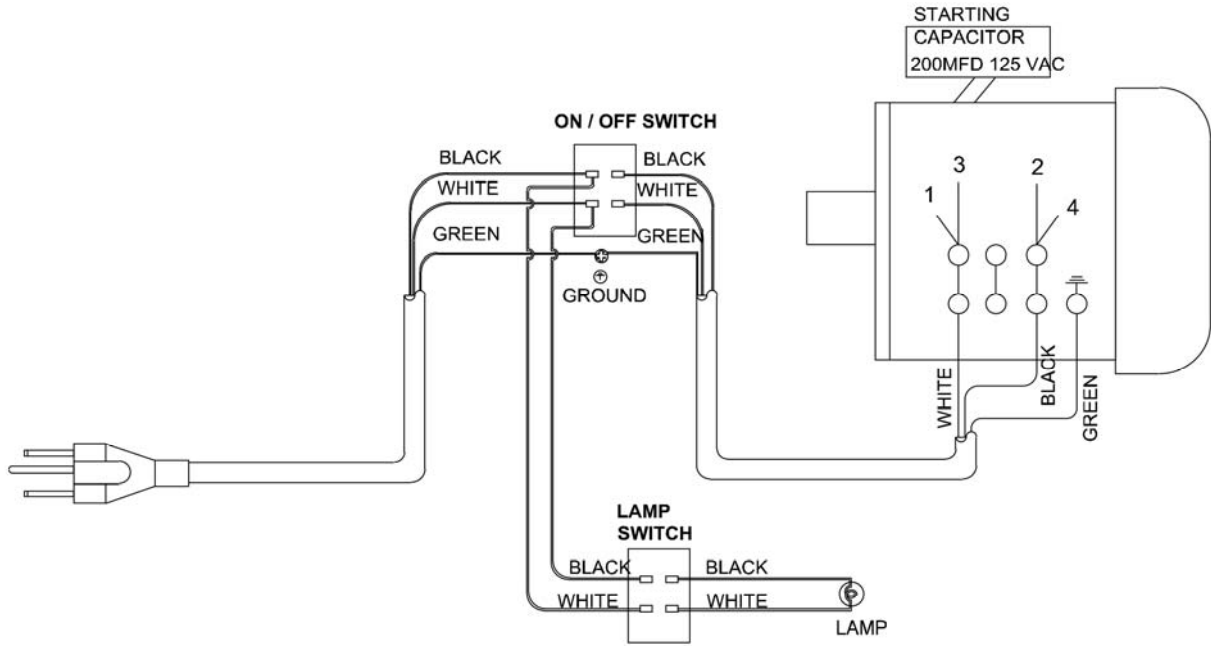 STARTING
CAPACITOR
200MFD 125 VAC
ON / OFF SWITCH
BLACK
BLACK
WHITE
WHITE
GREEN
GREEN
GROUND
3
2
1
4
WHITE
BLACK
GREEN
LAMP
SWITCH
BLACK
BLACK
WHITE
WHITE
LAMP